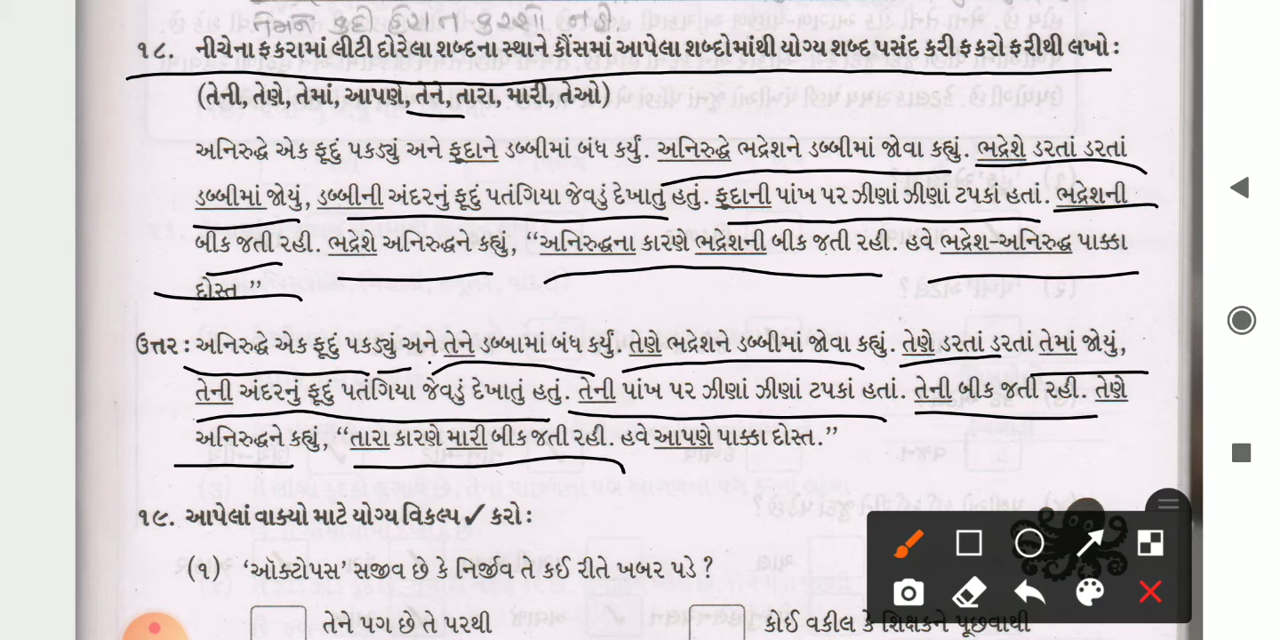 ૧૮. નીચેના ફકરામાં લીટી દોરેલા શબ્દના સ્થાને કૌંસમાં આપેલા શબ્દોમાંથી યોગ્ય શબ્દ પસંદ કરી ફકરો ફરીથી લખો :
(તેની, તેણે, તેમાં, આપણે, તેને, તારા, મારી, તેઓ)
અનિરુદ્ધે એક ફૂદું પકડ્યું અને ફૂદાને ડબ્બીમાં બંધ કર્યું. અનિરુદ્ધે ભદ્રેશને ડબ્બીમાં જોવા કહ્યું. ભદ્રેશે ડરતાં ડરતાં
ડબ્બીમાં જોયું, ડબ્બીની અંદરનું ફૂદું પતંગિયા જેવડું દેખાતું હતું. ફૂદાની પાંખ પર ઝીણાં ઝીણાં ટપકાં હતાં. ભદ્રેશની
બીક જતી રહી. ભદ્રેશે અનિરુદ્ધને કહ્યું, “અનિરુદ્ધના કારણે ભદ્રેશની બીક જતી રહી. હવે ભદ્રેશ-અનિરુદ્ધ પાક્કા
દોસ્ત.”
ઉત્તર : અનિરુદ્ધે એક ફૂદું પકડ્યું અને તેને ડબ્બામાં બંધ કર્યું. તેણે ભદ્રેશને ડબ્બીમાં જોવા કહ્યું. તેણે ડરતાં ડરતાં તેમાં જોયું,
તેની અંદરનું ફૂદું પતંગિયા જેવડું દેખાતું હતું. તેની પાંખ પર ઝીણાં ઝીણાં ટપકાં હતાં. તેની બીક જતી રહી. તેણે
અનિરુદ્ધને કહ્યું, “તારા કારણે મારી બીક જતી રહી. હવે આપણે પાક્કા દોસ્ત.”
૧૯. આપેલાં વાક્યો માટે યોગ્ય વિકલ્પ ✓ કરો :
(૧) ‘ઑક્ટોપસ’ સજીવ છે કે નિર્જીવ તે કઈ રીતે ખબર પડે ?
તેને પગ છે તે પરથી
કોઈ વકીલ કે શિક્ષકને પૂછવાથી